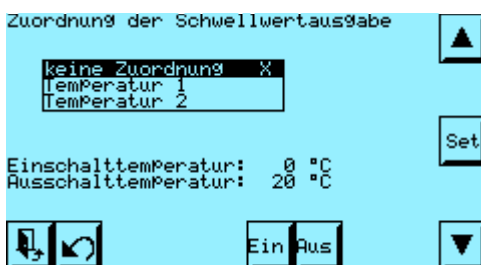 Zuordnung der Schwellwertausgabe
keine Zuordnung X
Temperatur 1
Temperatur 2
Set
Einschalttemperatur: 0 °C
Ausschalttemperatur: 20 °C
Ein Aus